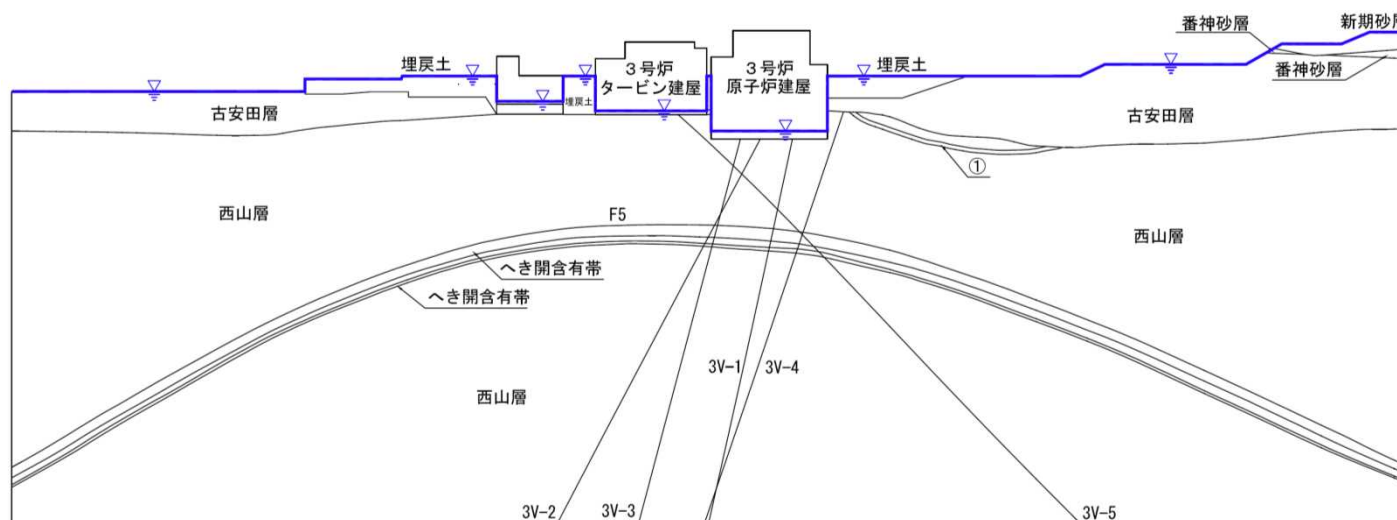 番神砂層
新期砂層
埋戻土
3号炉
タービン建屋
3号炉
原子炉建屋
埋戻土
番神砂層
埋戻土
古安田層
古安田層
①
西山層
F5
西山層
へき開含有帯
へき開含有帯
3V-1
3V-4
西山層
3V-2
3V-3
3V-5